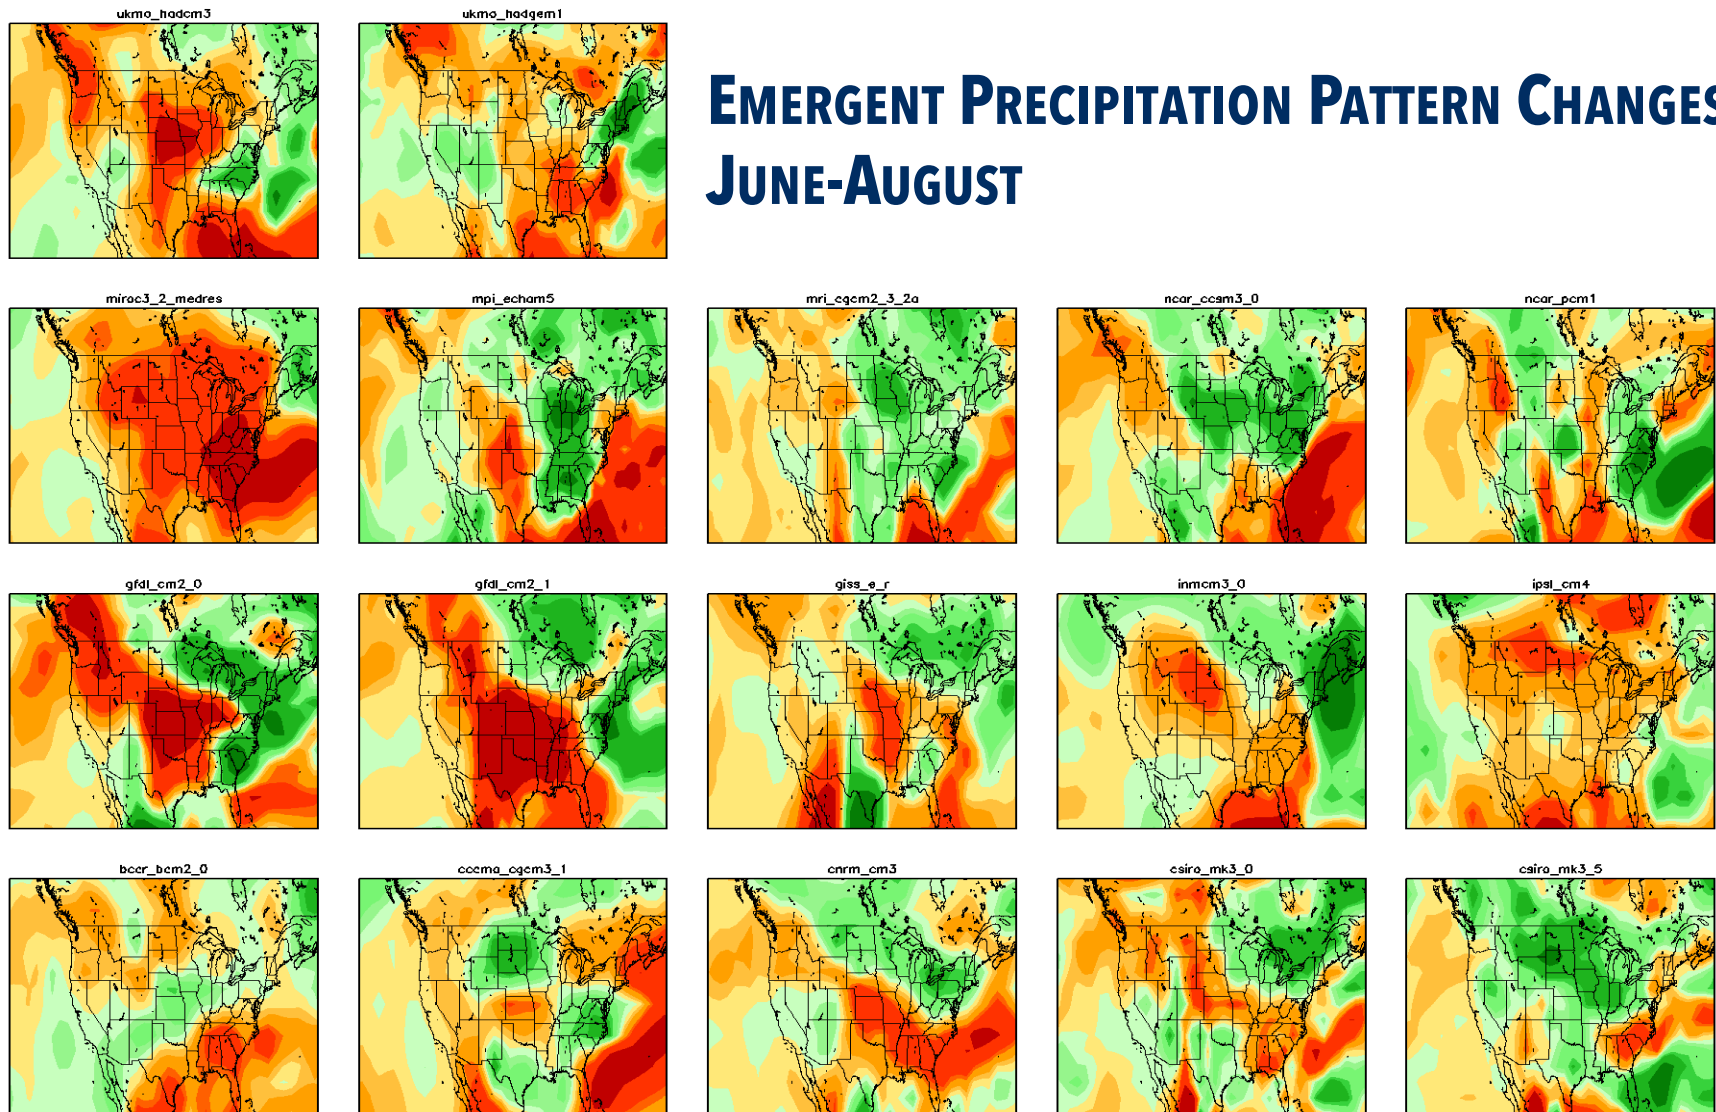 ukmo_hadcm3
ukmo_hadgem1
EMERGENT PRECIPITATION PATTERN CHANGES
JUNE-AUGUST
miroc3_2_medres
mpi_echam5
mri_cgcm2_3_2a
ncar_ccsm3_0
ncar_pcm1
gfdl_cm2_0
gfdl_cm2_1
giss_e_r
inmcm3_0
ipsl_cm4
bccr_bcm2_0
cccma_cgcm3_1
cnrm_cm3
csiro_mk3_0
csiro_mk3_5